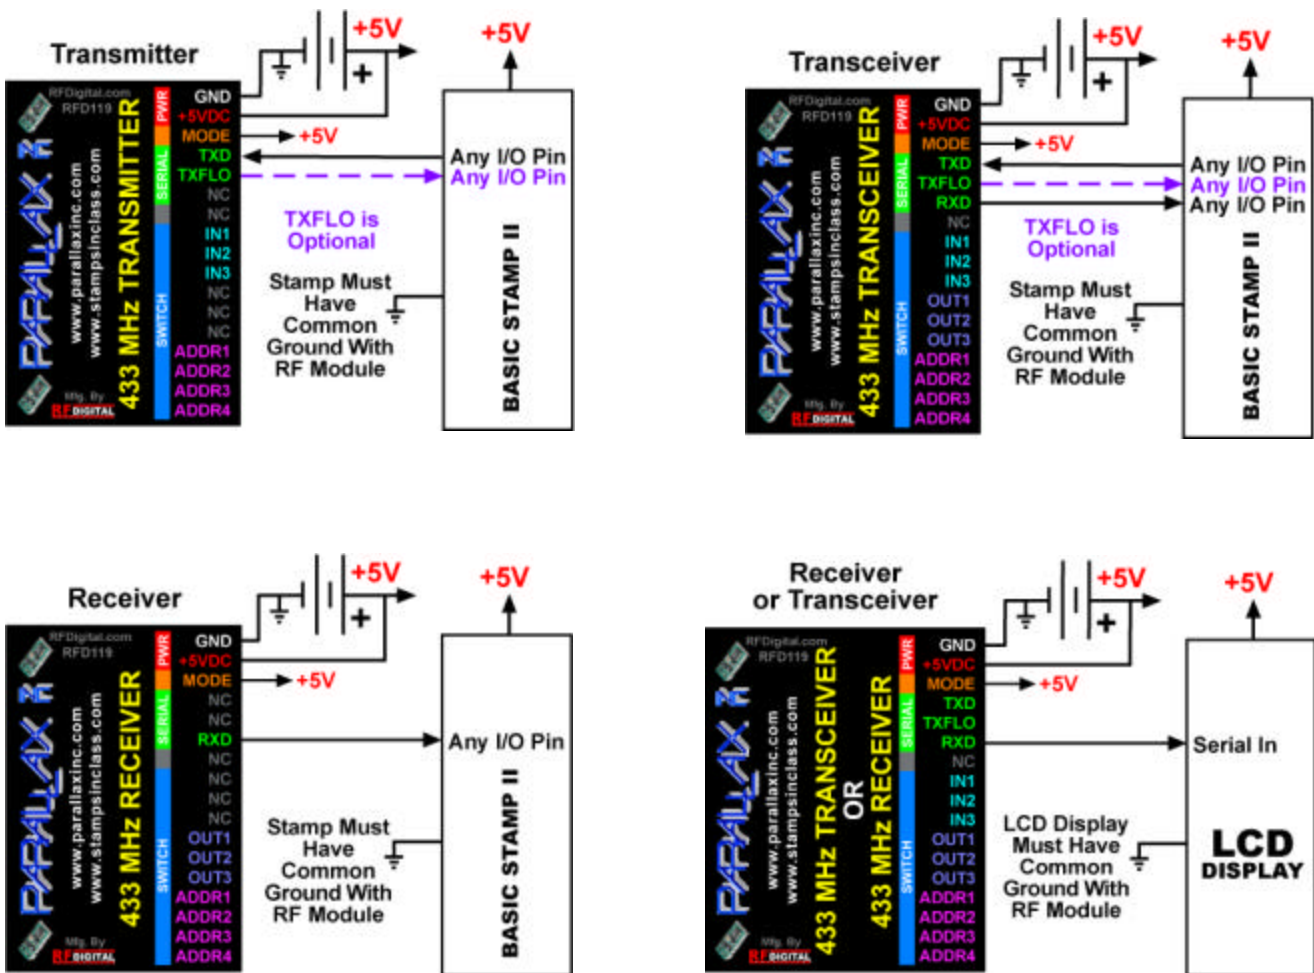 Transmitter
+5V
+5V
RFDigital.com
RFD119
PARALLAX
www.parallaxinc.com
www.stampsinclass.com
433 MHz TRANSMITTER
Mfg. By
RFDIGITAL
PWR
SERIAL
SWITCH
GND
+5VDC
MODE
+5V
TXD
TXFLO
NC
NC
IN1
IN2
IN3
NC
NC
NC
ADDR1
ADDR2
ADDR3
ADDR4
Any I/O Pin
Any I/O Pin
TXFLO is
Optional
Stamp Must
Have
Common
Ground With
RF Module
BASIC STAMP II
Transceiver
+5V
+5V
RFDigital.com
RFD119
PARALLAX
www.parallaxinc.com
www.stampsinclass.com
433 MHz TRANSCEIVER
Mfg. By
RFDIGITAL
PWR
SERIAL
SWITCH
GND
+5VDC
MODE
+5V
TXD
TXFLO
RXD
NC
IN1
IN2
IN3
OUT1
OUT2
OUT3
ADDR1
ADDR2
ADDR3
ADDR4
Any I/O Pin
Any I/O Pin
Any I/O Pin
TXFLO is
Optional
Stamp Must
Have
Common
Ground With
RF Module
BASIC STAMP II
Receiver
+5V
+5V
RFDigital.com
RFD119
PARALLAX
www.parallaxinc.com
www.stampsinclass.com
433 MHz RECEIVER
Mfg. By
RFDIGITAL
PWR
SERIAL
SWITCH
GND
+5VDC
MODE
+5V
NC
NC
RXD
NC
NC
NC
NC
OUT1
OUT2
OUT3
ADDR1
ADDR2
ADDR3
ADDR4
Any I/O Pin
Stamp Must
Have
Common
Ground With
RF Module
BASIC STAMP II
Receiver
or Transceiver
+5V
+5V
RFDigital.com
RFD119
PARALLAX
www.parallaxinc.com
www.stampsinclass.com
433 MHz TRANSCEIVER
OR
433 MHz RECEIVER
Mfg. By
RFDIGITAL
PWR
SERIAL
SWITCH
GND
+5VDC
MODE
+5V
TXD
TXFLO
RXD
NC
IN1
IN2
IN3
OUT1
OUT2
OUT3
ADDR1
ADDR2
ADDR3
ADDR4
Serial In
LCD Display
Must Have
Common
Ground With
RF Module
LCD
DISPLAY